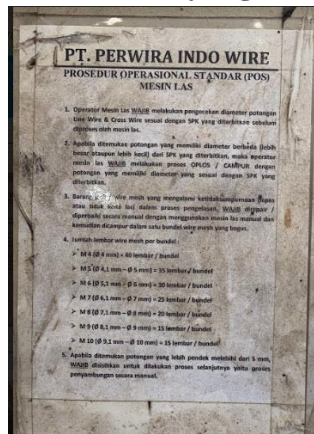 PT. PERWIRA INDO WIRE
PROSEDUR OPERASIONAL STANDAR (POS)
MESIN LAS
1. Operator Mesin Las WAJIB melakukan pengecekan diameter potongan
Line Wire & Cross Wire sesuai dengan SPK yang diterbitkan sebelum
diproses oleh mesin las.
2. Apabila ditemukan potongan yang memiliki diameter berbeda (lebih
besar ataupun lebih kecil) dari SPK yang diterbitkan, maka operator
mesin las WAJIB melakukan proses OPLOS / CAMPUR dengan
potongan yang memiliki diameter yang sesuai dengan SPK yang
diterbitkan.
3. Barang wire mesh yang mengalami ketidaksempurnaan (lepas
atau tidak kena las) dalam proses pengelasan, WAJIB /
diperbaiki secara manual dengan menggunakan mesin las manual dan
kemudian dicampur dalam satu bundel wire mesh yang bagus.
4. Jumlah lembar wire mesh per bundel :
➢ M 4 (Ø 4 mm) = 40 lembar / bundel
➢ M 5 (Ø 4,1 mm – Ø 5 mm) = 35 lembar / bundel
➢ M 6 (Ø 5,1 mm – Ø 6 mm) = 30 lembar / bundel
➢ M 7 (Ø 6,1 mm – Ø 7 mm) = 25 lembar / bundel
➢ M 8 (Ø 7,1 mm – Ø 8 mm) = 20 lembar / bundel
➢ M 9 (Ø 8,1 mm – Ø 9 mm) = 15 lembar / bundel
➢ M 10 (Ø 9,1 mm – Ø 10 mm) = 15 lembar / bundel
5. Apabila ditemukan potongan yang lebih pendek melebihi dari 5 mm,
WAJIB disisihkan untuk dilakukan proses selanjutnya yaitu proses
penyambungan secara manual.